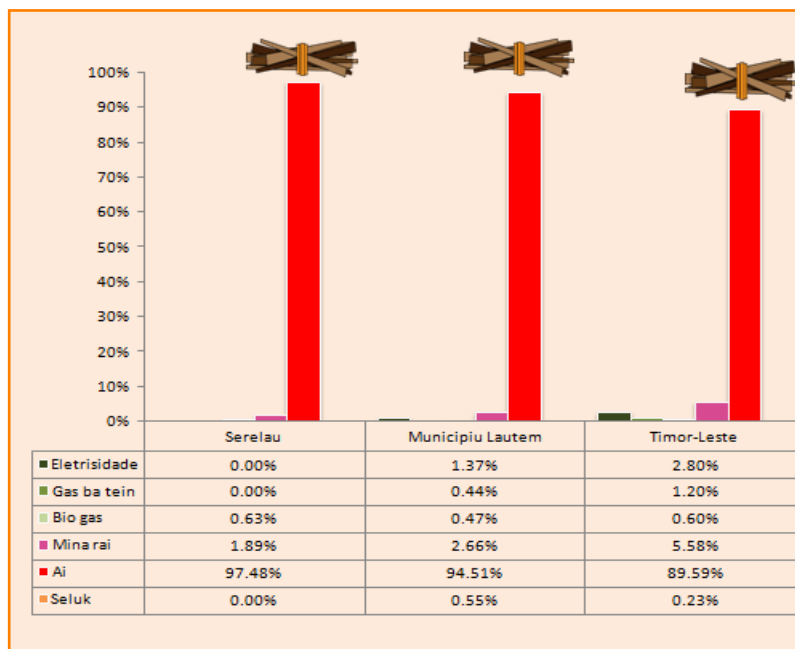 100%
90%
80%
70%
60%
50%
40%
30%
20%
10%
0%
Serelau Municipiu Lautem Timor-Leste
Eletrisidade 0.00% 1.37% 2.80%
Gas ba tein 0.00% 0.44% 1.20%
Bio gas 0.63% 0.47% 0.60%
Mina rai 1.89% 2.66% 5.58%
Ai 97.48% 94.51% 89.59%
Seluk 0.00% 0.55% 0.23%